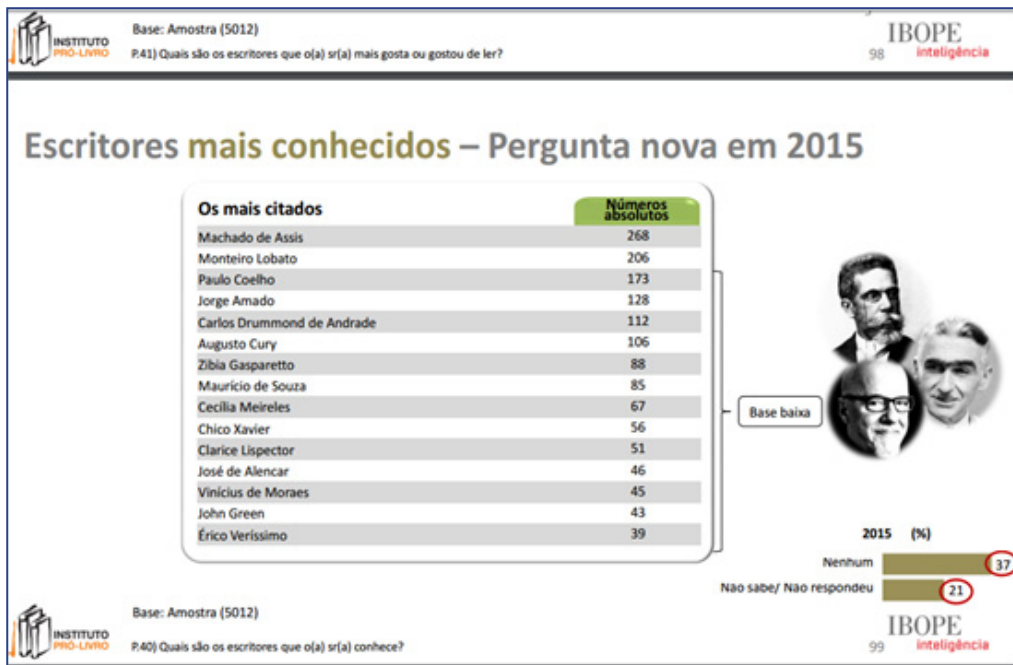 INSTITUTO
PRÓ-LIVRO
Base: Amostra (5012)
P.41) Quais são os escritores que o(a) sr(a) mais gosta ou gostou de ler?
98
IBOPE
inteligência
Escritores mais conhecidos – Pergunta nova em 2015
Os mais citados Números absolutos
Machado de Assis 268
Monteiro Lobato 206
Paulo Coelho 173
Jorge Amado 128
Carlos Drummond de Andrade 112
Augusto Cury 106
Zibia Gasparetto 88
Maurício de Souza 85
Cecília Meireles 67
Chico Xavier 56
Clarice Lispector 51
José de Alencar 46
Vinícius de Moraes 45
John Green 43
Érico Veríssimo 39
Base baixa
2015 (%)
Nenhum 37
Não sabe/ Não respondeu 21
INSTITUTO
PRÓ-LIVRO
Base: Amostra (5012)
P.40) Quais são os escritores que o(a) sr(a) conhece?
99
IBOPE
inteligência